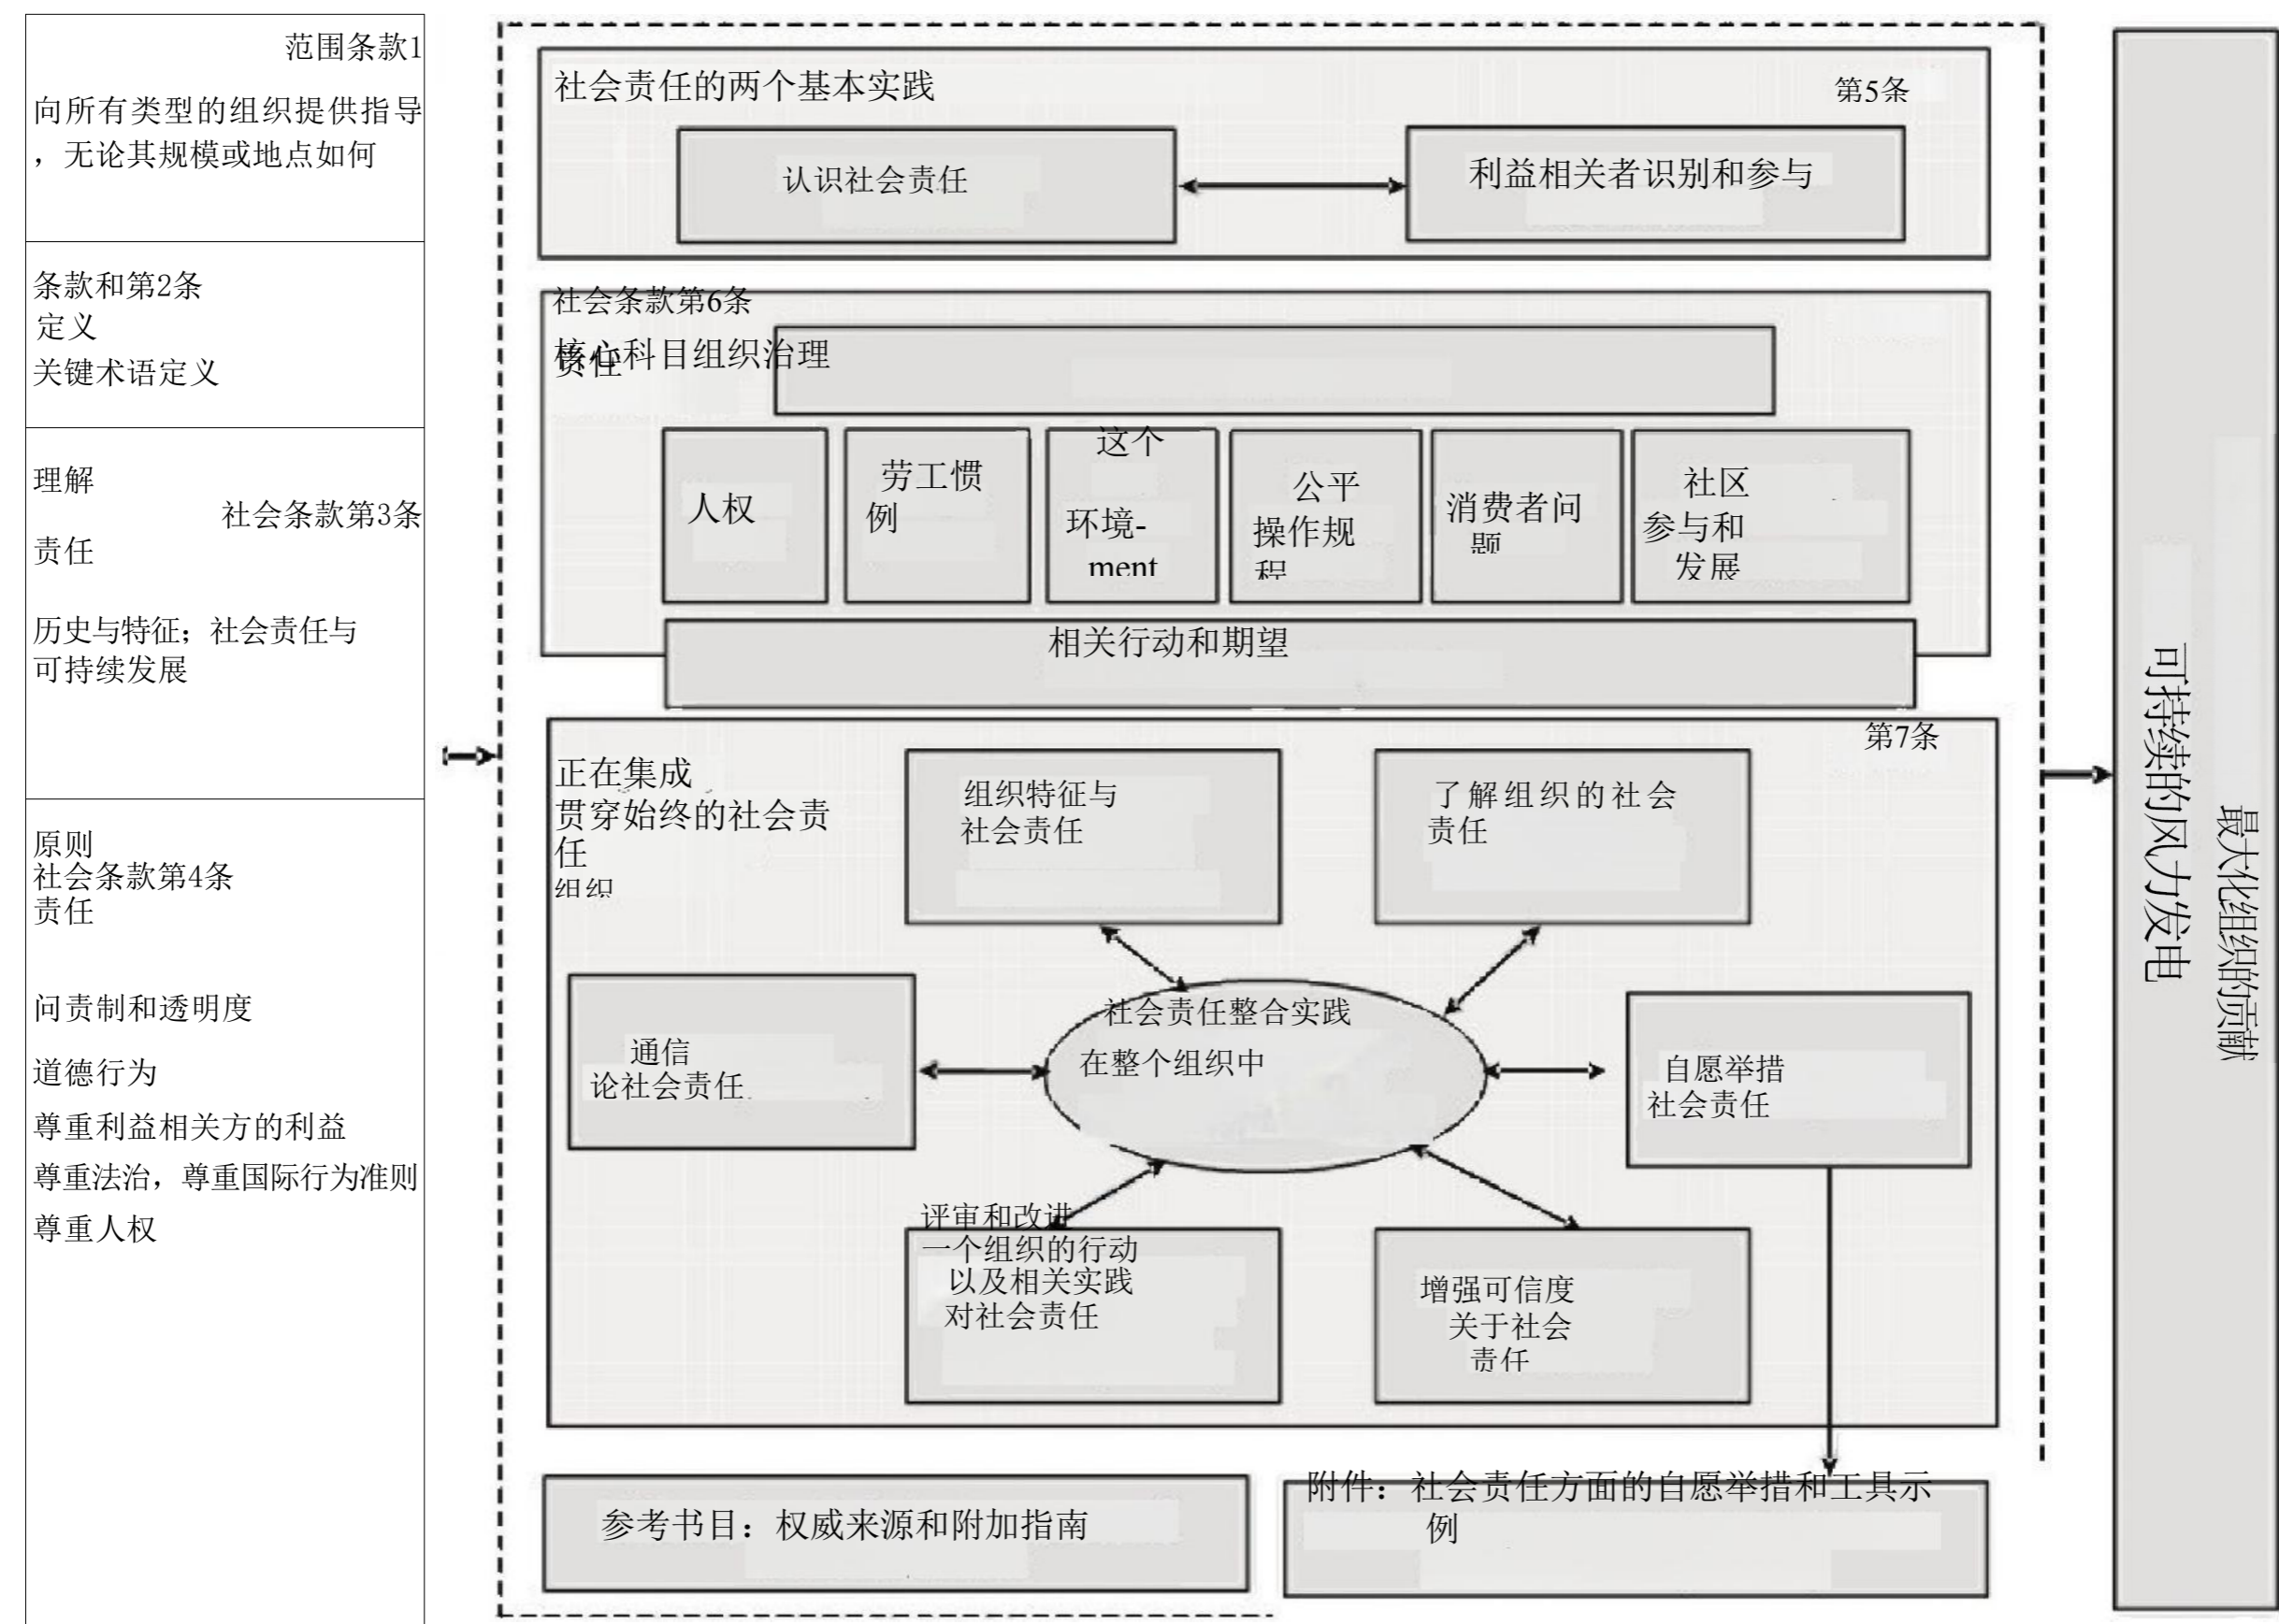 范围条款1
向所有类型的组织提供指导
，无论其规模或地点如何
条款和第2条
定义
关键术语定义
理解
社会条款第3条
责任
历史与特征；社会责任与
可持续发展
原则
社会条款第4条
责任
问责制和透明度
道德行为
尊重利益相关方的利益
尊重法治，尊重国际行为准则
尊重人权
社会责任的两个基本实践
第5条
认识社会责任
利益相关者识别和参与
社会条款第6条
核心科目组织治理
责任
人权
劳工惯
例
这个
环境-
ment
公平
操作规
程
消费者问
题
社区
参与和
发展
相关行动和期望
第7条
正在集成
贯穿始终的社会责
任
组织
组织特征与
社会责任
了解组织的社会
责任
通信
论社会责任
社会责任整合实践
在整个组织中
自愿举措
社会责任
评审和改进
一个组织的行动
以及相关实践
对社会责任
增强可信度
关于社会
责任
参考书目：权威来源和附加指南
附件：社会责任方面的自愿举措和工具示
例
最大化组织的贡献
可持续的风力发电